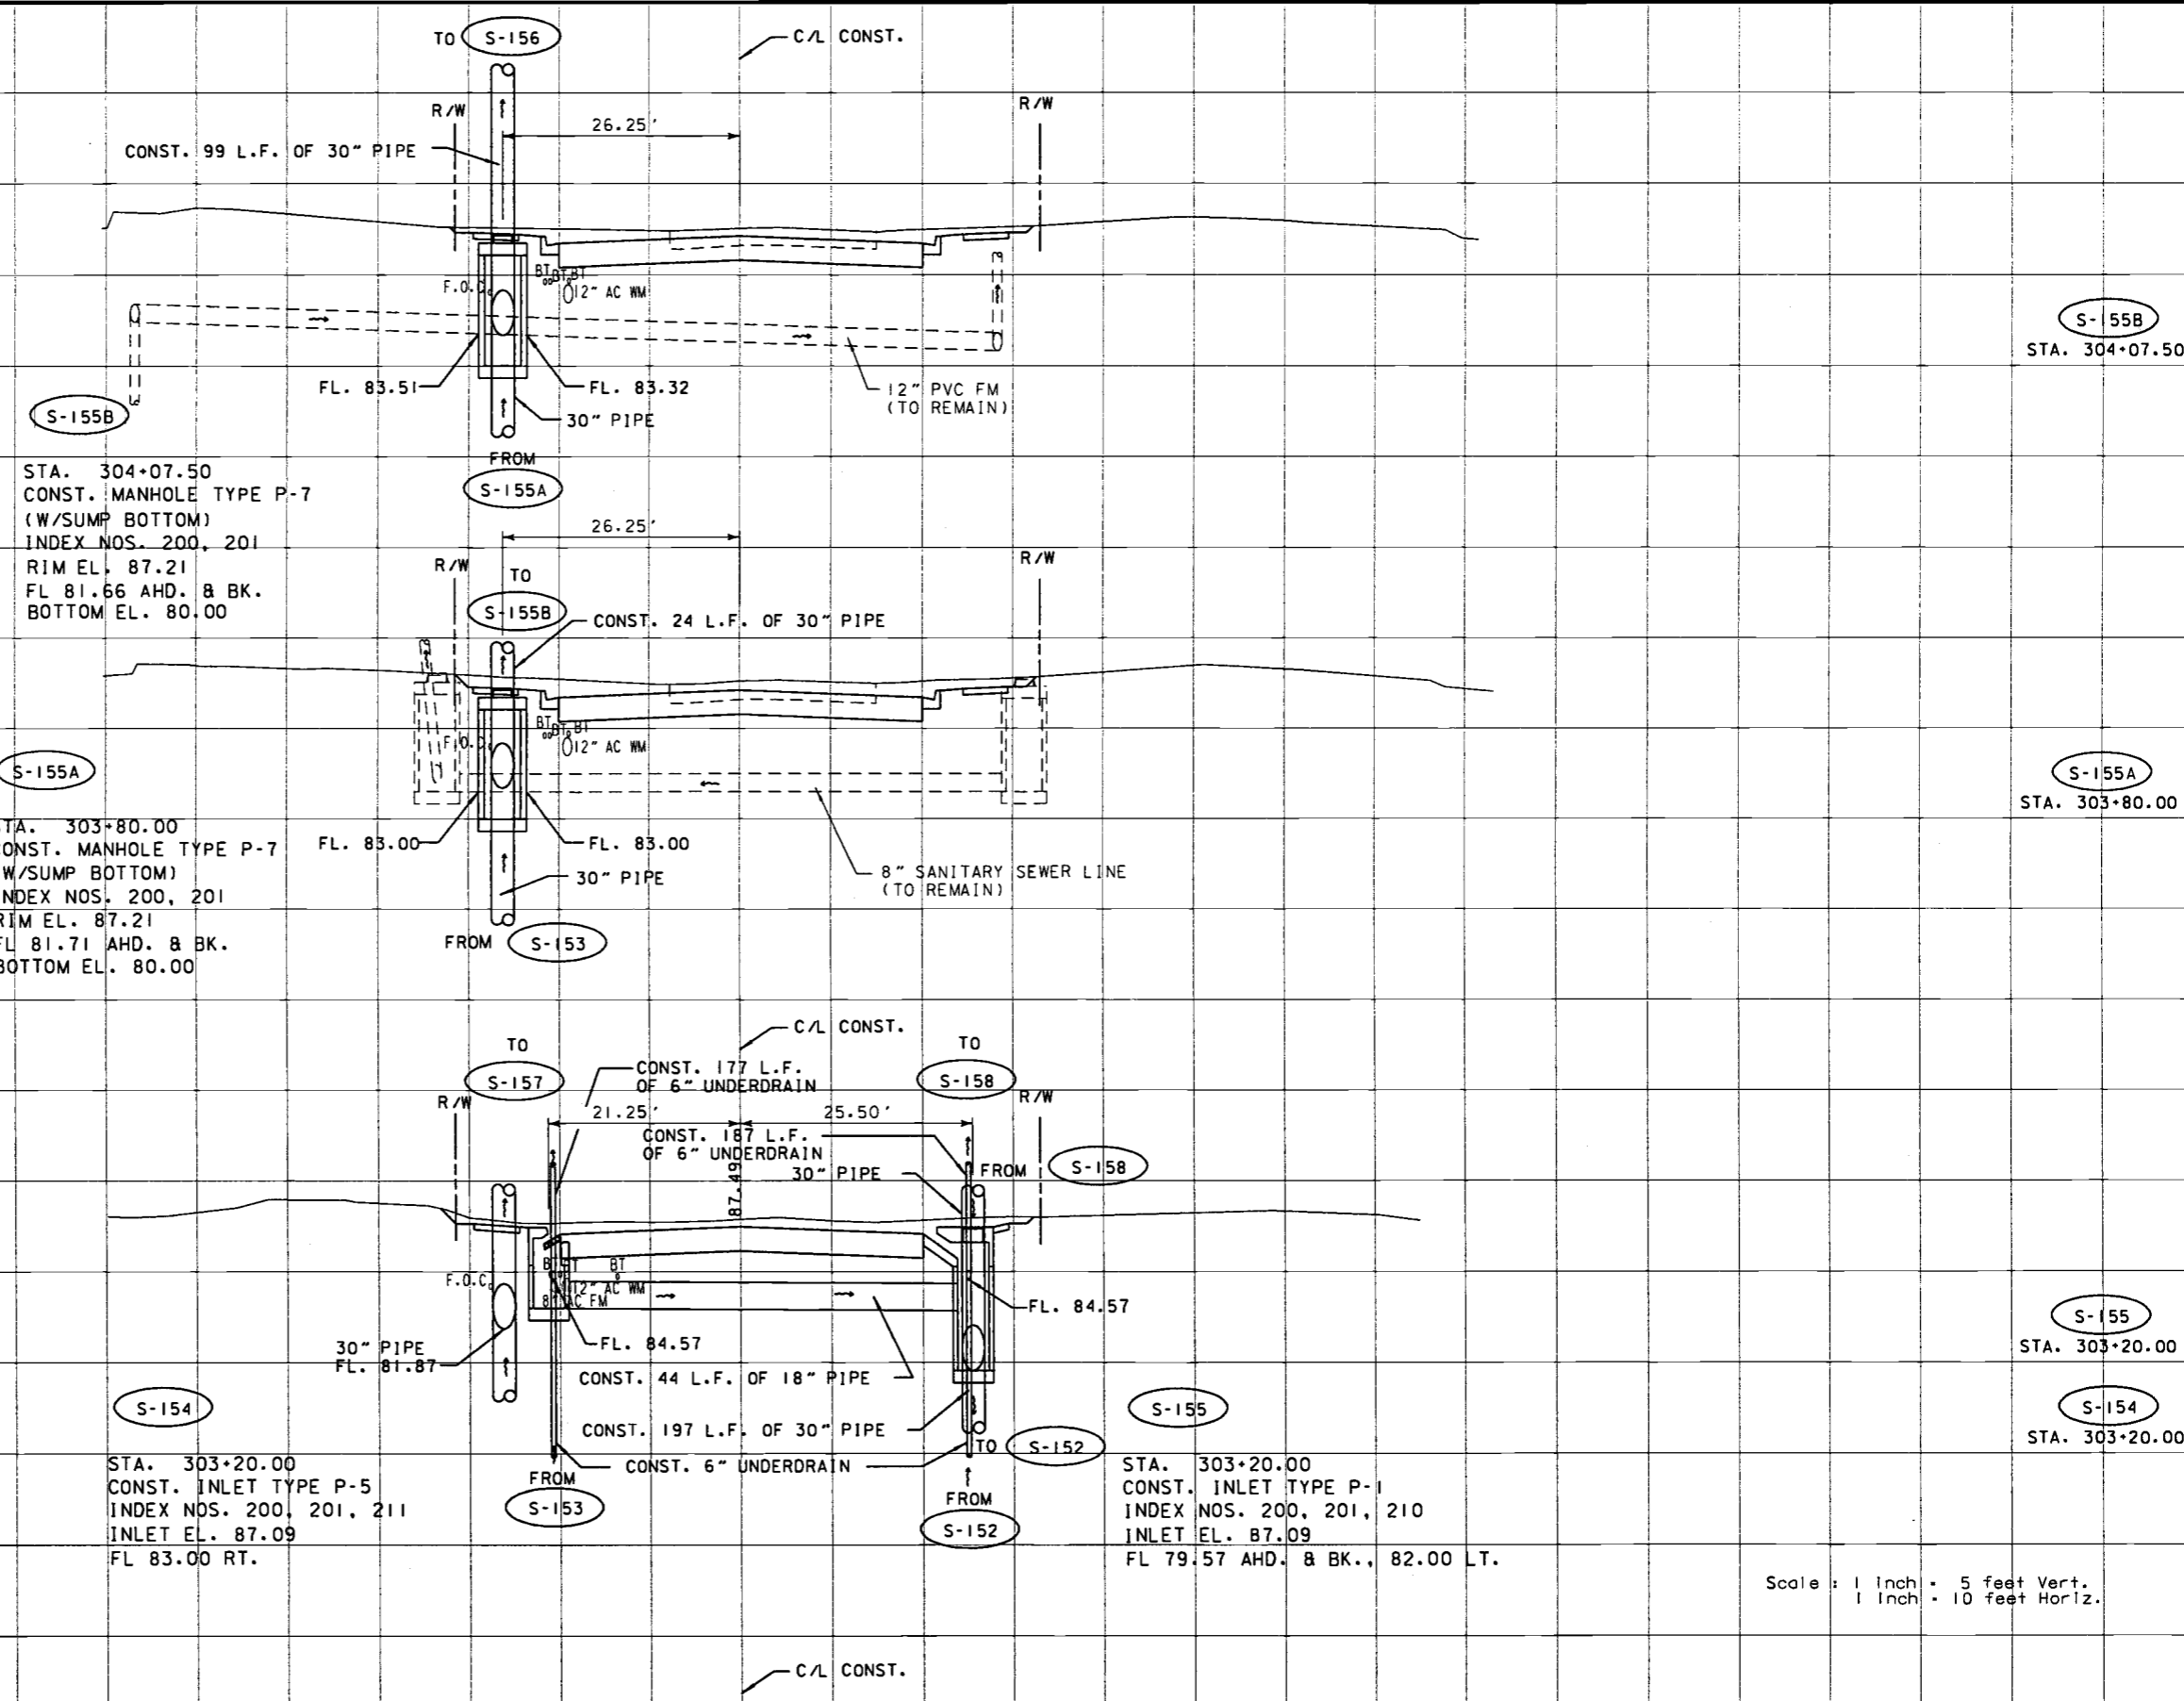 TO S-156
C/L CONST.
R/W
R/W
26.25'
CONST. 99 L.F. OF 30" PIPE
F.O.C.
BT
BT
BT
12" AC WM
S-155B
STA. 304+07.50
FL. 83.51
FL. 83.32
12" PVC FM
(TO REMAIN)
30" PIPE
S-155B
FROM
S-155A
STA. 304+07.50
CONST. MANHOLE TYPE P-7
(W/SUMP BOTTOM)
INDEX NOS. 200, 201
RIM EL. 87.21
FL 81.66 AHD. & BK.
BOTTOM EL. 80.00
26.25'
R/W
R/W
TO
S-155B
CONST. 24 L.F. OF 30" PIPE
F.O.C.
BT
BT
BT
12" AC WM
S-155A
S-155A
STA. 303+80.00
STA. 303+80.00
CONST. MANHOLE TYPE P-7
W/SUMP BOTTOM)
INDEX NOS. 200, 201
RIM EL. 87.21
FL 81.71 AHD. & BK.
BOTTOM EL. 80.00
FL. 83.00
FL. 83.00
30" PIPE
8" SANITARY SEWER LINE
(TO REMAIN)
FROM S-153
C/L CONST.
TO
S-157
TO
S-158
CONST. 177 L.F.
OF 6" UNDERDRAIN
R/W
R/W
21.25'
25.50'
CONST. 187 L.F.
OF 6" UNDERDRAIN
30" PIPE
FROM S-158
87.49
F.O.C.
BT
12" AC WM
8" AC FM
FL. 84.57
FL. 84.57
30" PIPE
FL. 81.87
CONST. 44 L.F. OF 18" PIPE
CONST. 197 L.F. OF 30" PIPE
CONST. 6" UNDERDRAIN
TO S-152
FROM
S-153
FROM
S-152
S-155
STA. 303+20.00
S-154
STA. 303+20.00
S-154
STA. 303+20.00
CONST. INLET TYPE P-5
INDEX NOS. 200, 201, 211
INLET EL. 87.09
FL 83.00 RT.
S-155
STA. 303+20.00
CONST. INLET TYPE P-1
INDEX NOS. 200, 201, 210
INLET EL. 87.09
FL 79.57 AHD. & BK., 82.00 LT.
Scale : 1 inch = 5 feet Vert.
1 inch = 10 feet Horiz.
C/L CONST.